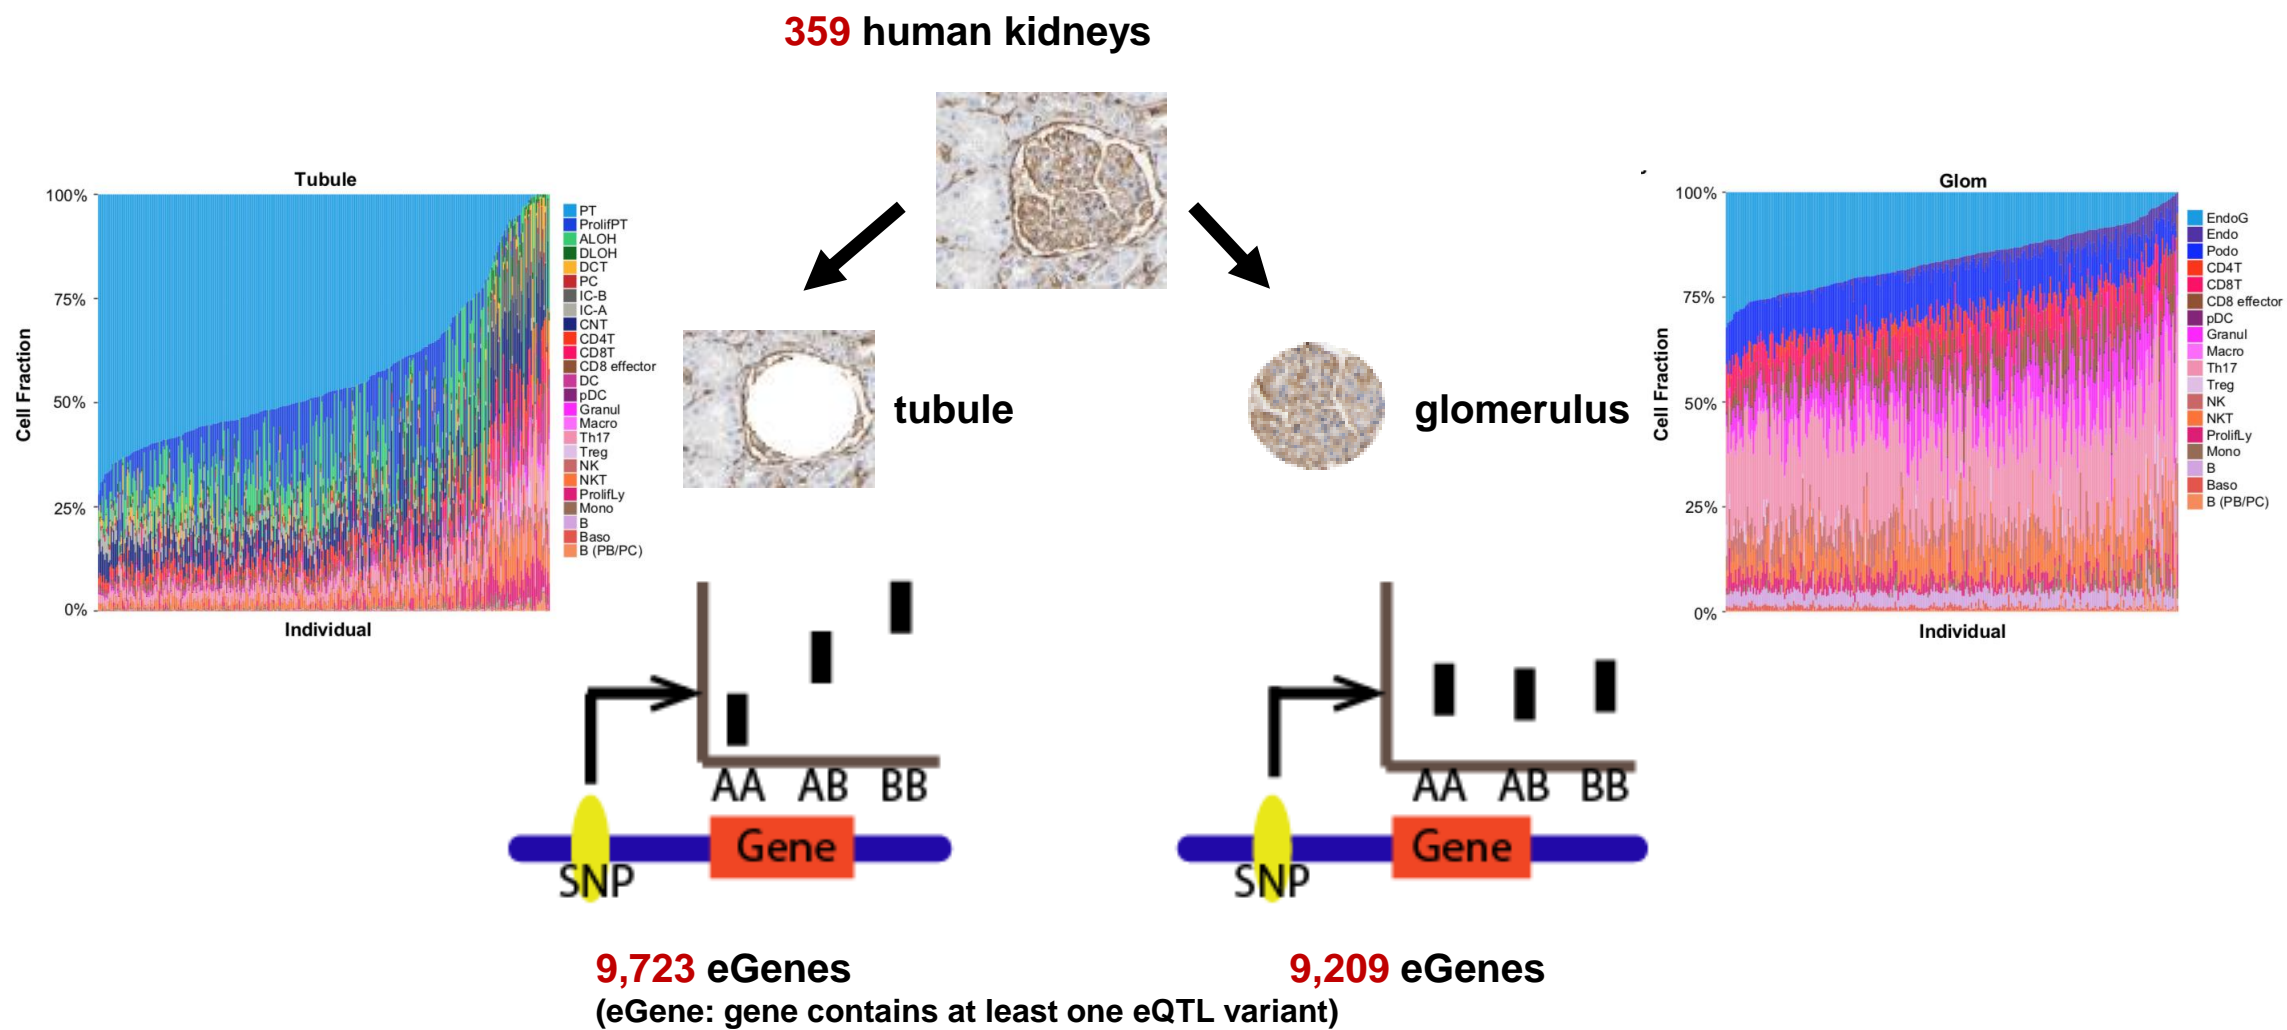 359 human kidneys
Tubule
100%
75%
50%
25%
0%
Cell Fraction
Individual
PT
ProlifPT
ALOH
DLOH
DCT
PC
IC-B
IC-A
CNT
CD4T
CD8T
CD8 effector
DC
pDC
Granul
Macro
Th17
Treg
NK
NKT
ProlifLy
Mono
B
Baso
B (PB/PC)
tubule
glomerulus
Glom
100%
75%
50%
25%
0%
Cell Fraction
Individual
EndoG
Endo
Podo
CD4T
CD8T
CD8 effector
pDC
Granul
Macro
Th17
Treg
NK
NKT
ProlifLy
Mono
B
Baso
B (PB/PC)
AA AB BB
Gene
SNP
AA AB BB
Gene
SNP
9,723 eGenes
9,209 eGenes
(eGene: gene contains at least one eQTL variant)